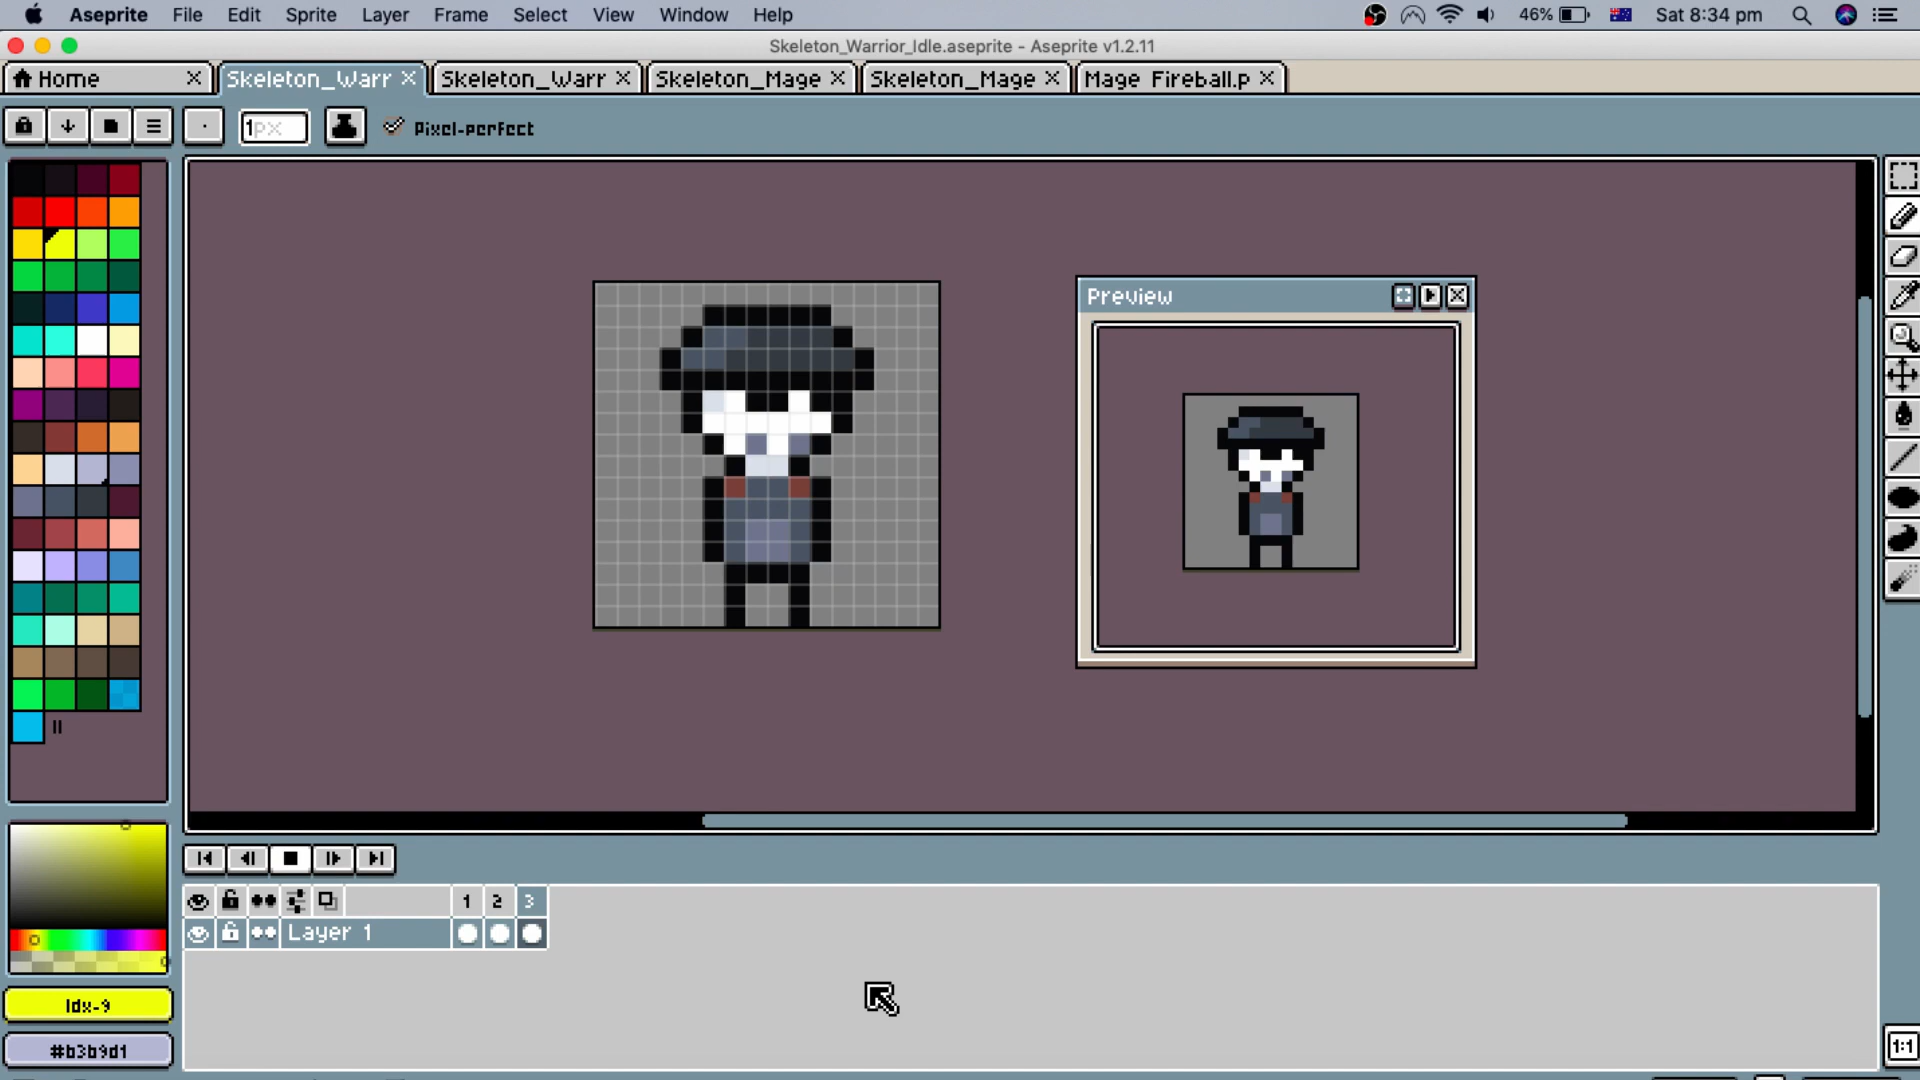 Aseprite File Edit Sprite Layer Frame Select View Window Help 46% Sat 8:34 pm
Skeleton_Warrior_Idle.aseprite - Aseprite v1.2.11
Home Skeleton_Warr Skeleton_Warr Skeleton_Mage Skeleton_Mage Mage Fireball.p
1px Pixel-perfect
Preview
1 2 3
Layer 1
Idx-9
#b3b9d1
1:1